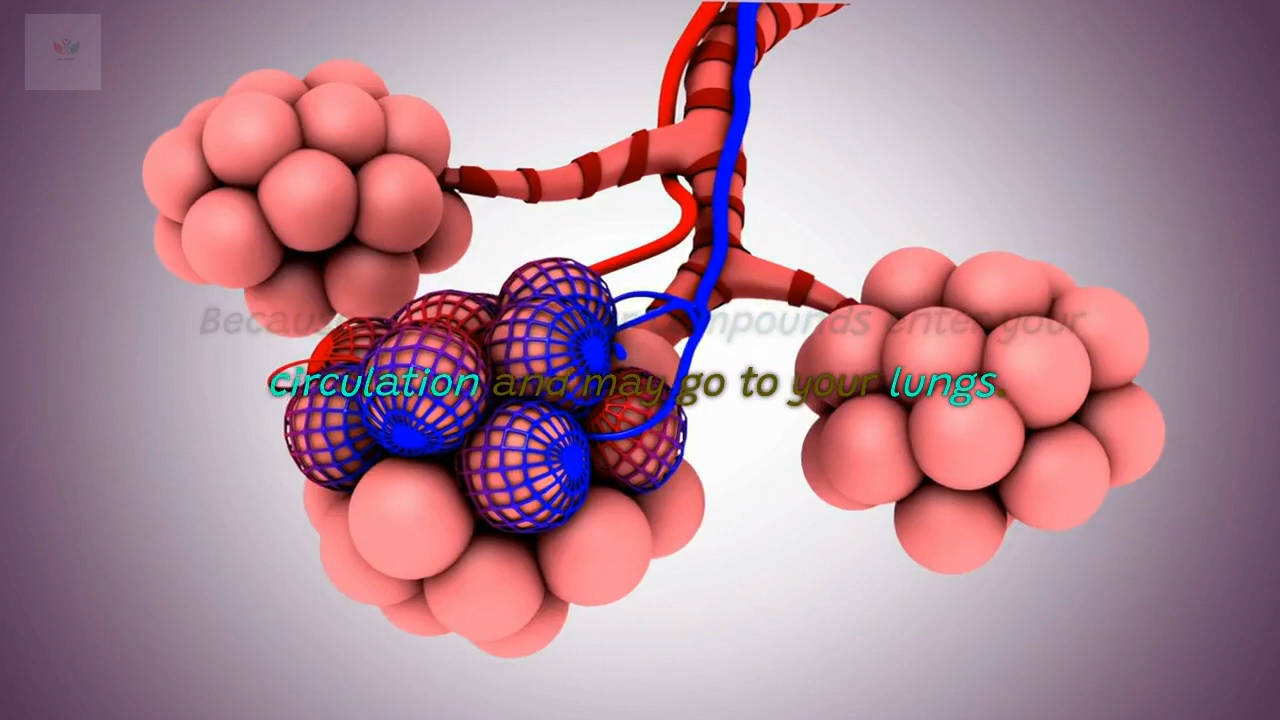 Because compounds enter your
circulation and may go to your lungs.